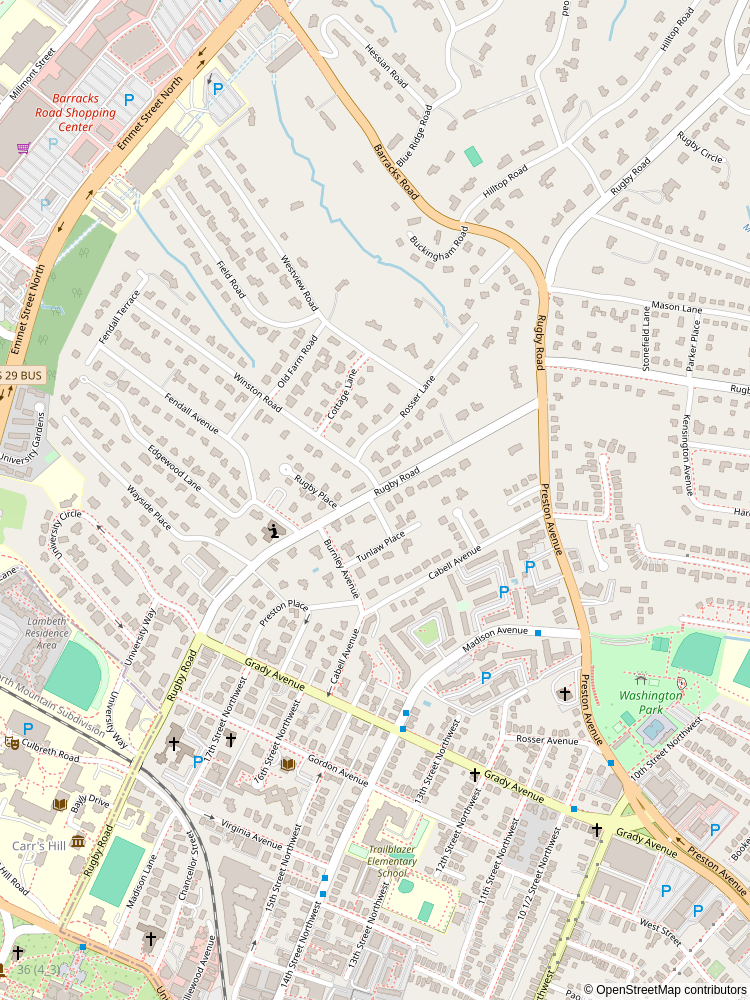 Millmont Street
Barracks
Road Shopping
Center
Emmet Street North
Emmet Street North
Hessian Road
Blue Ridge Road
Barracks Road
Hilltop Road
Hilltop Road
Rugby Circle
Rugby Road
Buckingham Road
Westview Road
Field Road
Fendall Terrace
Old Farm Road
Cottage Lane
Winston Road
Rosser Lane
Fendall Avenue
Rugby Road
Mason Lane
Stonefield Lane
Parker Place
Kensington Avenue
S 29 BUS
University Gardens
Edgewood Lane
Wayside Place
Rugby Place
Rugby Road
University Circle
Burnley Avenue
Tunlaw Place
Cabell Avenue
Preston Avenue
Preston Place
Cabell Avenue
Madison Avenue
Lambeth
Residence
Area
University Way
University Way
Rugby Road
Grady Avenue
Washington
Park
Preston Avenue
10th Street Northwest
Rosser Avenue
17th Street Northwest
16th Street Northwest
Gordon Avenue
13th Street Northwest
Grady Avenue
Culbreth Road
Bayly Drive
Carr's Hill
Rugby Road
Virginia Avenue
Trailblazer
Elementary
School
12th Street Northwest
11th Street Northwest
10 1/2 Street Northwest
Grady Avenue
Preston Avenue
Madison Lane
Chancellor Street
15th Street Northwest
14th Street Northwest
13th Street Northwest
West Street
36 (4; 3)
© OpenStreetMap contributors